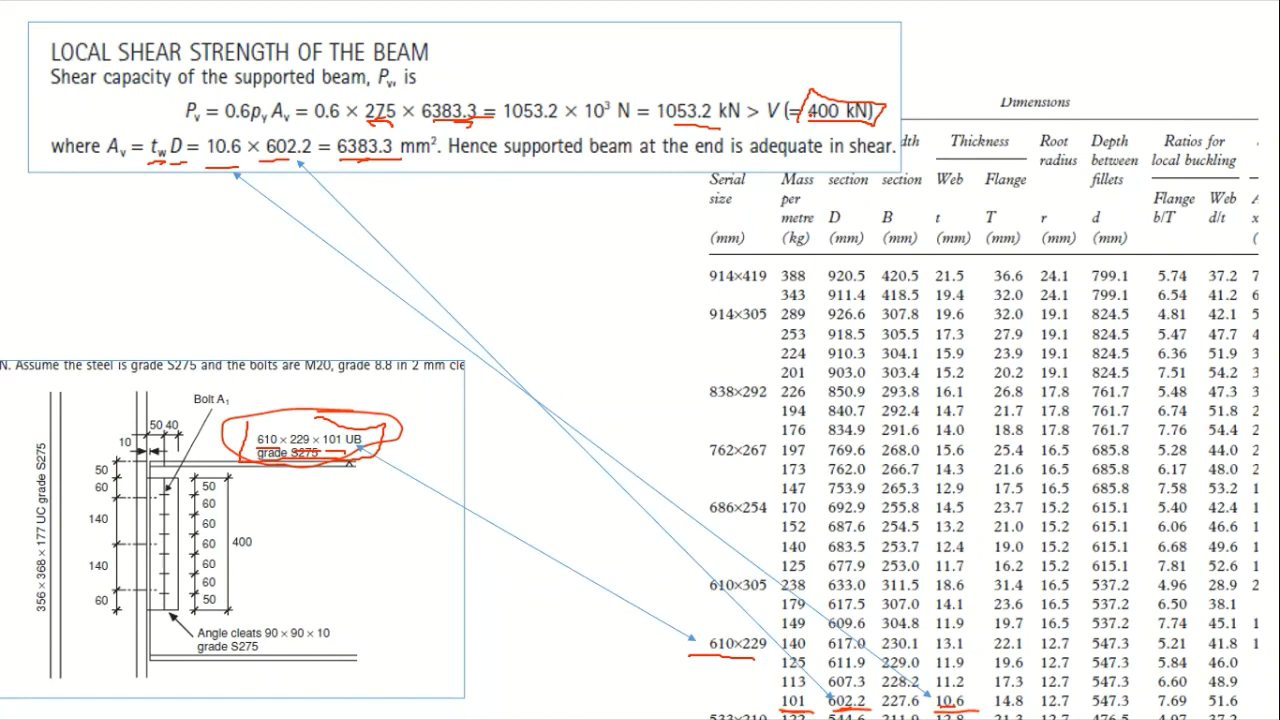 LOCAL SHEAR STRENGTH OF THE BEAM
Shear capacity of the supported beam, Pv, is
Pv = 0.6pyAv = 0.6 × 275 × 6383.3 = 1053.2 × 10³ N = 1053.2 kN > V (= 400 kN)
where Av = twD = 10.6 × 602.2 = 6383.3 mm². Hence supported beam at the end is adequate in shear.
Dimensions
dth Thickness Root Depth Ratios for
radius between local buckling
Serial Mass section section Web Flange fillets
size per Flange Web A
metre D B t T r d b/T d/t x
(mm) (kg) (mm) (mm) (mm) (mm) (mm) (mm) (
914×419 388 920.5 420.5 21.5 36.6 24.1 799.1 5.74 37.2 7
343 911.4 418.5 19.4 32.0 24.1 799.1 6.54 41.2 6
914×305 289 926.6 307.8 19.6 32.0 19.1 824.5 4.81 42.1 5
253 918.5 305.5 17.3 27.9 19.1 824.5 5.47 47.7 4
224 910.3 304.1 15.9 23.9 19.1 824.5 6.36 51.9 3
201 903.0 303.4 15.2 20.2 19.1 824.5 7.51 54.2 3
838×292 226 850.9 293.8 16.1 26.8 17.8 761.7 5.48 47.3 3
194 840.7 292.4 14.7 21.7 17.8 761.7 6.74 51.8 2
176 834.9 291.6 14.0 18.8 17.8 761.7 7.76 54.4 2
762×267 197 769.6 268.0 15.6 25.4 16.5 685.8 5.28 44.0 2
173 762.0 266.7 14.3 21.6 16.5 685.8 6.17 48.0 2
147 753.9 265.3 12.9 17.5 16.5 685.8 7.58 53.2 1
686×254 170 692.9 255.8 14.5 23.7 15.2 615.1 5.40 42.4 1
152 687.6 254.5 13.2 21.0 15.2 615.1 6.06 46.6 1
140 683.5 253.7 12.4 19.0 15.2 615.1 6.68 49.6 1
125 677.9 253.0 11.7 16.2 15.2 615.1 7.81 52.6 1
610×305 238 633.0 311.5 18.6 31.4 16.5 537.2 4.96 28.9 2
179 617.5 307.0 14.1 23.6 16.5 537.2 6.50 38.1
149 609.6 304.8 11.9 19.7 16.5 537.2 7.74 45.1 1
610×229 140 617.0 230.1 13.1 22.1 12.7 547.3 5.21 41.8 1
125 611.9 229.0 11.9 19.6 12.7 547.3 5.84 46.0
113 607.3 228.2 11.2 17.3 12.7 547.3 6.60 48.9
101 602.2 227.6 10.6 14.8 12.7 547.3 7.69 51.6
N. Assume the steel is grade S275 and the bolts are M20, grade 8.8 in 2 mm cle
Bolt A1
50 40
10
610 × 229 × 101 UB
grade S275
50
60
140
140
60
50
60
60
60
60
60
50
400
356 × 368 × 177 UC grade S275
Angle cleats 90 × 90 × 10
grade S275